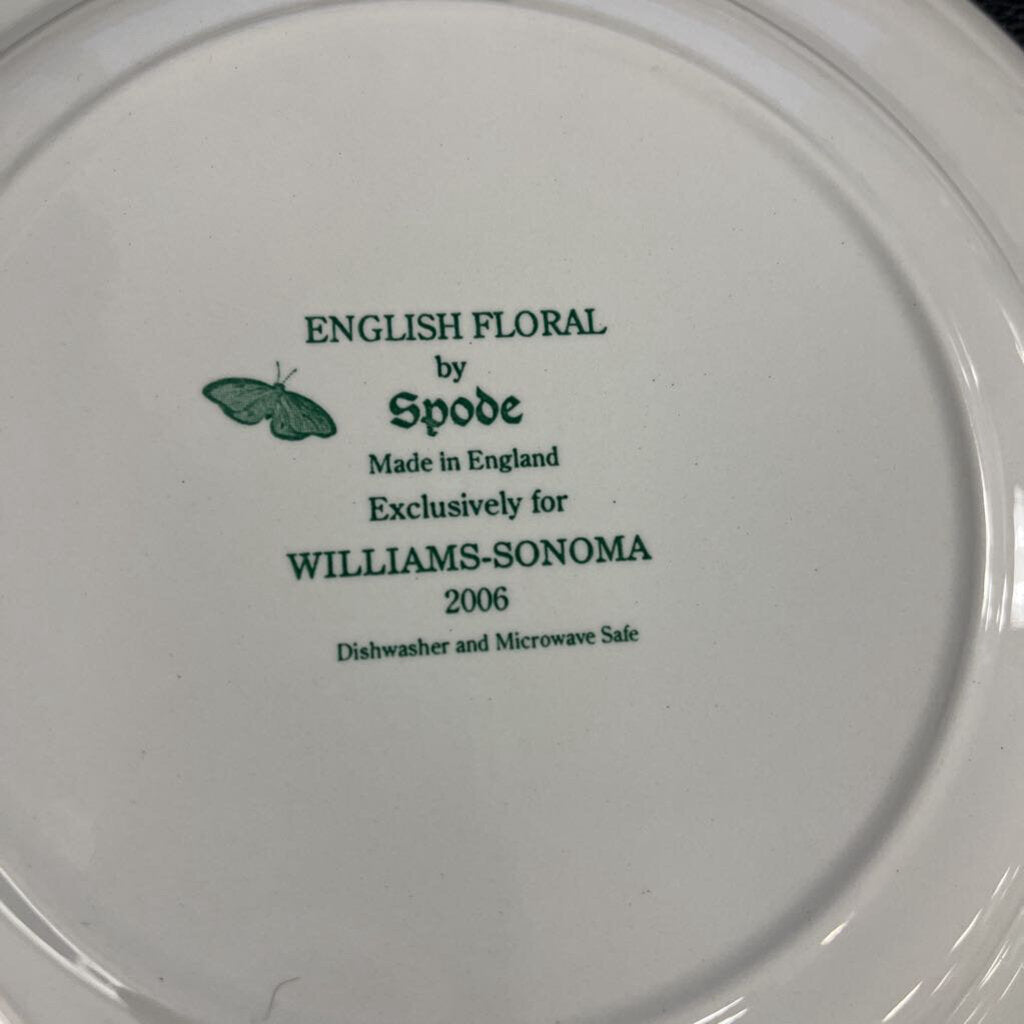 ENGLISH FLORAL
by
Spode
Made in England
Exclusively for
WILLIAMS-SONOMA
2006
Dishwasher and Microwave Safe